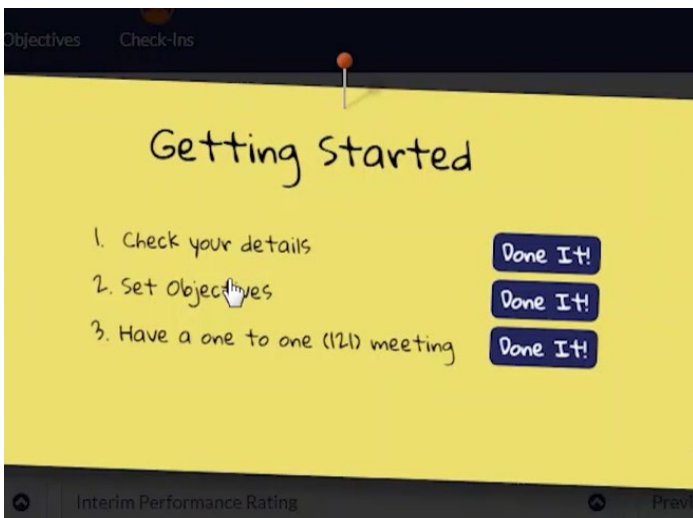 Objectives Check-Ins
Getting Started
1. Check your details Done It!
2. Set Objectives Done It!
3. Have a one to one (121) meeting Done It!
Interim Performance Rating